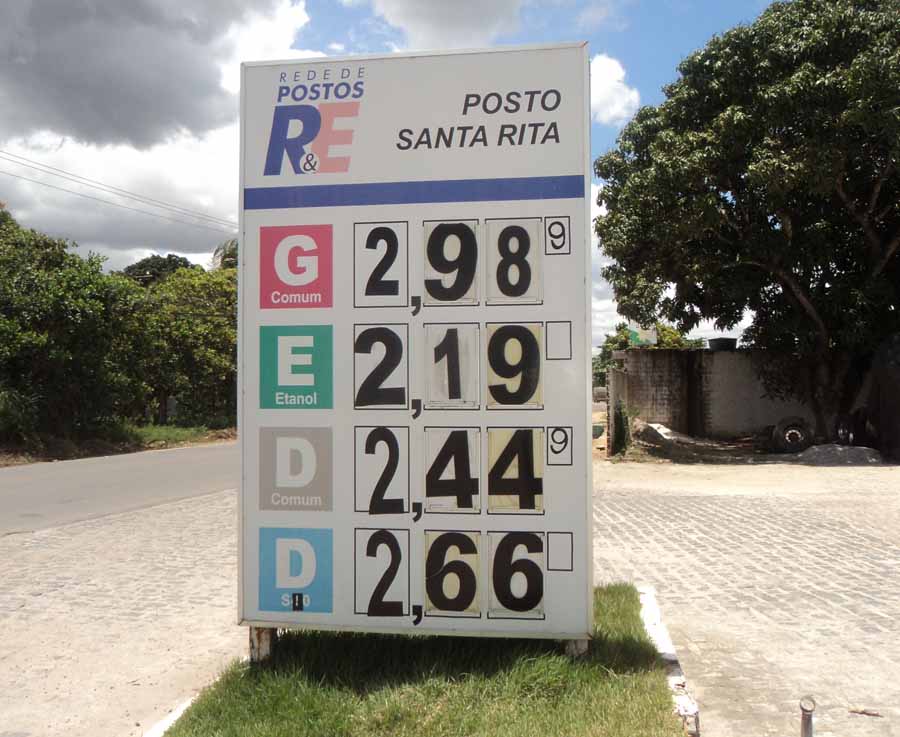 REDE DE
POSTOS
R&E
POSTO
SANTA RITA
G
Comum
2,98 9
E
Etanol
2,19
D
Comum
2,44 9
D
2,66